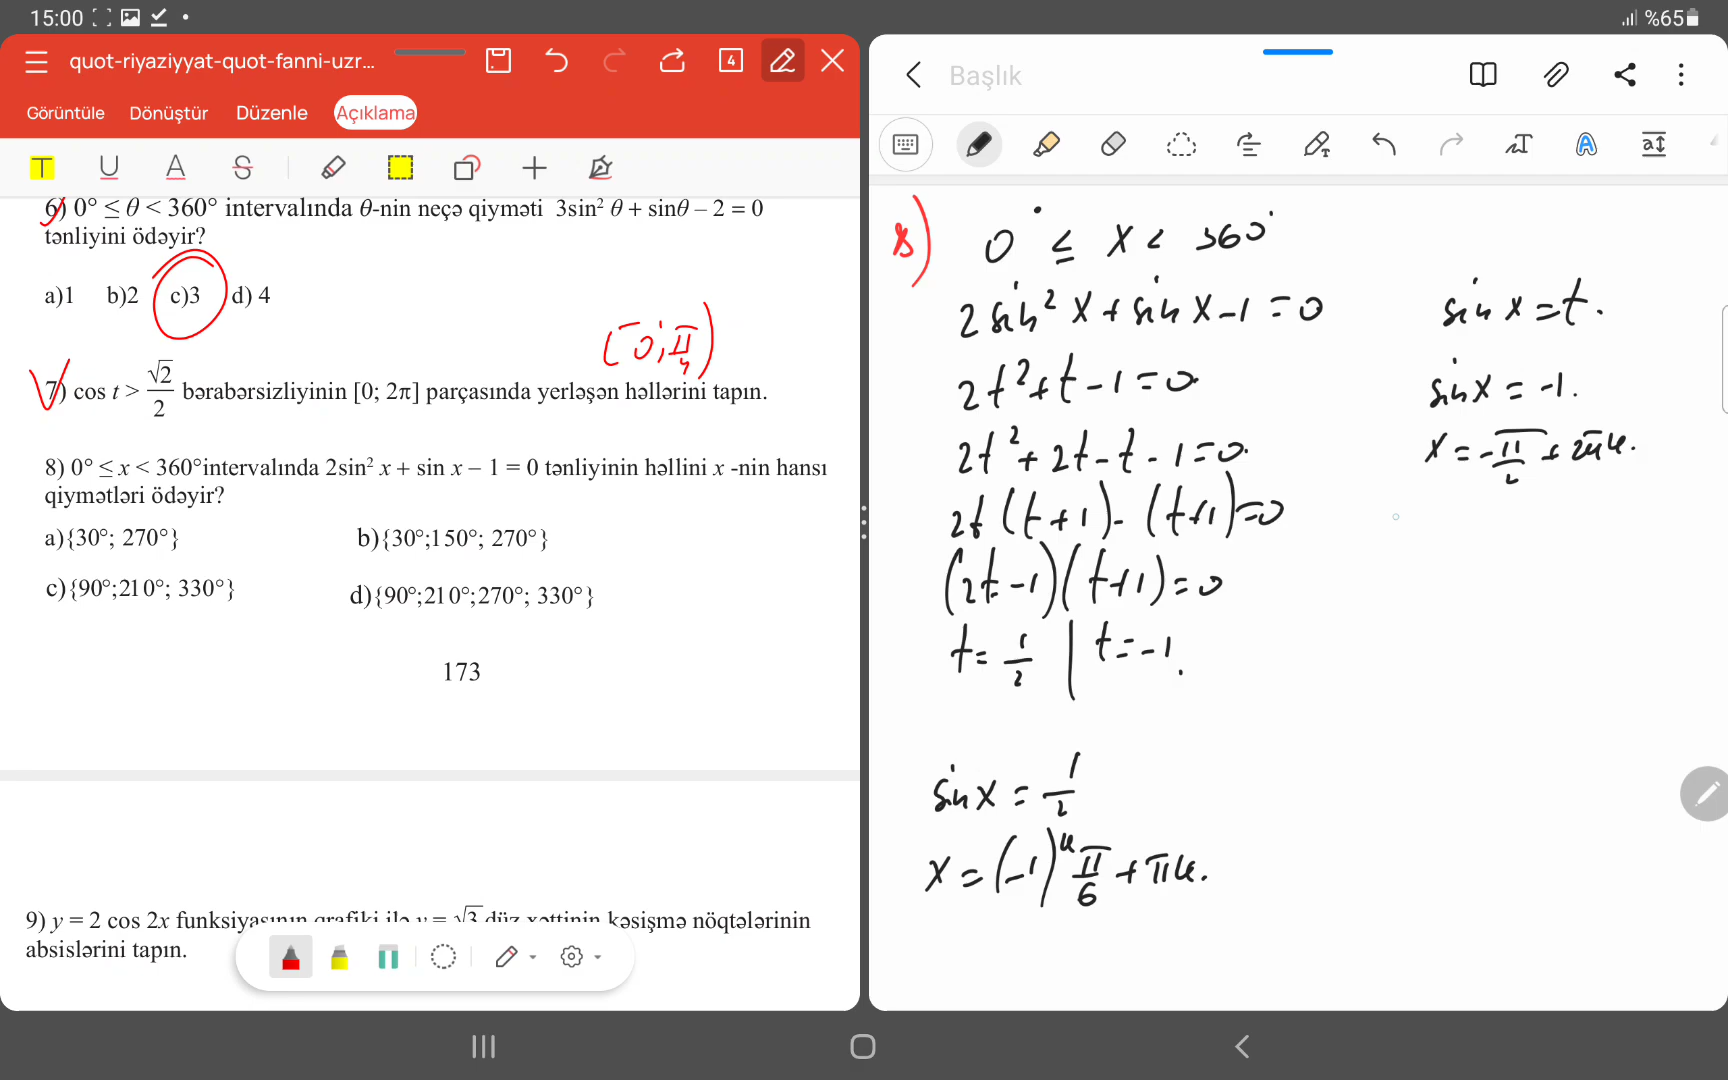 15:00
%65
quot-riyaziyyat-quot-fanni-uzr...
4
Görüntüle Dönüştür Düzenle Açıklama
6) 0° ≤ θ < 360° intervalında θ-nin neçə qiyməti 3sin² θ + sinθ – 2 = 0
tənliyini ödəyir?
a)1 b)2 c)3 d) 4
[0; π/4)
7) cos t > √2/2 bərabərsizliyinin [0; 2π] parçasında yerləşən həllərini tapın.
8) 0° ≤ x < 360°intervalında 2sin² x + sin x – 1 = 0 tənliyinin həllini x -nin hansı
qiymətləri ödəyir?
a){30°; 270°} b){30°;150°; 270°}
c){90°;210°; 330°} d){90°;210°;270°; 330°}
173
9) y = 2 cos 2x funksiyasının qrafiki ilə y = √3 düz xəttinin kəsişmə nöqtələrinin
absislərini tapın.
Başlık
8) 0° ≤ x < 360°
2 sin² x + sin x – 1 = 0
2t² + t – 1 = 0
2t² + 2t – t – 1 = 0.
2t (t+1) – (t+1) = 0
(2t – 1)(t+1) = 0
t = 1/2 | t = –1.
sin x = 1/2
x = (–1)^k π/6 + πk.
sin x = t.
sin x = –1.
x = –π/2 + 2πk.